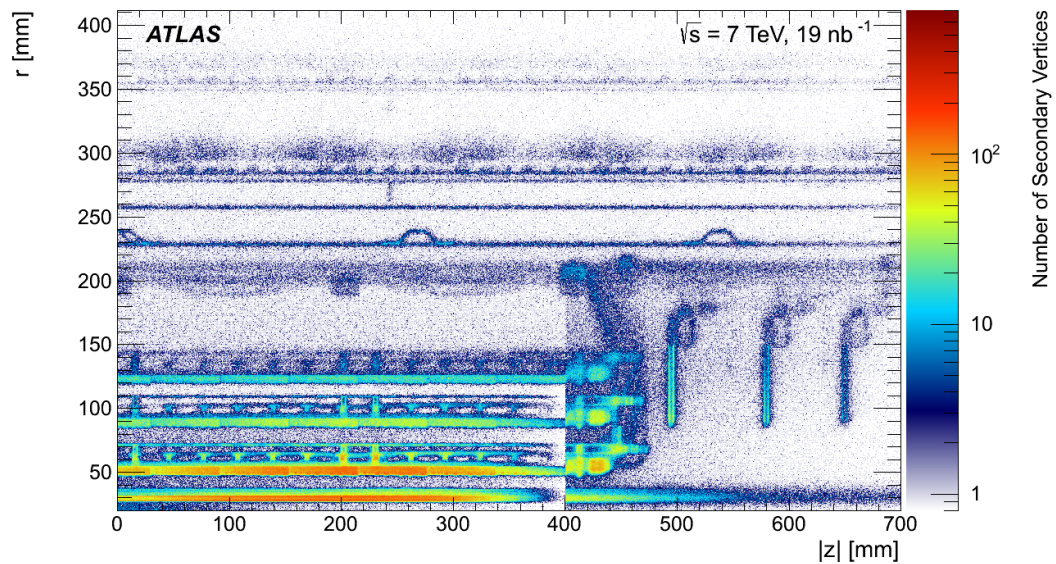 ATLAS
√s = 7 TeV, 19 nb⁻¹
r [mm]
400
350
300
250
200
150
100
50
0 100 200 300 400 500 600 700
|z| [mm]
Number of Secondary Vertices
10²
10
1